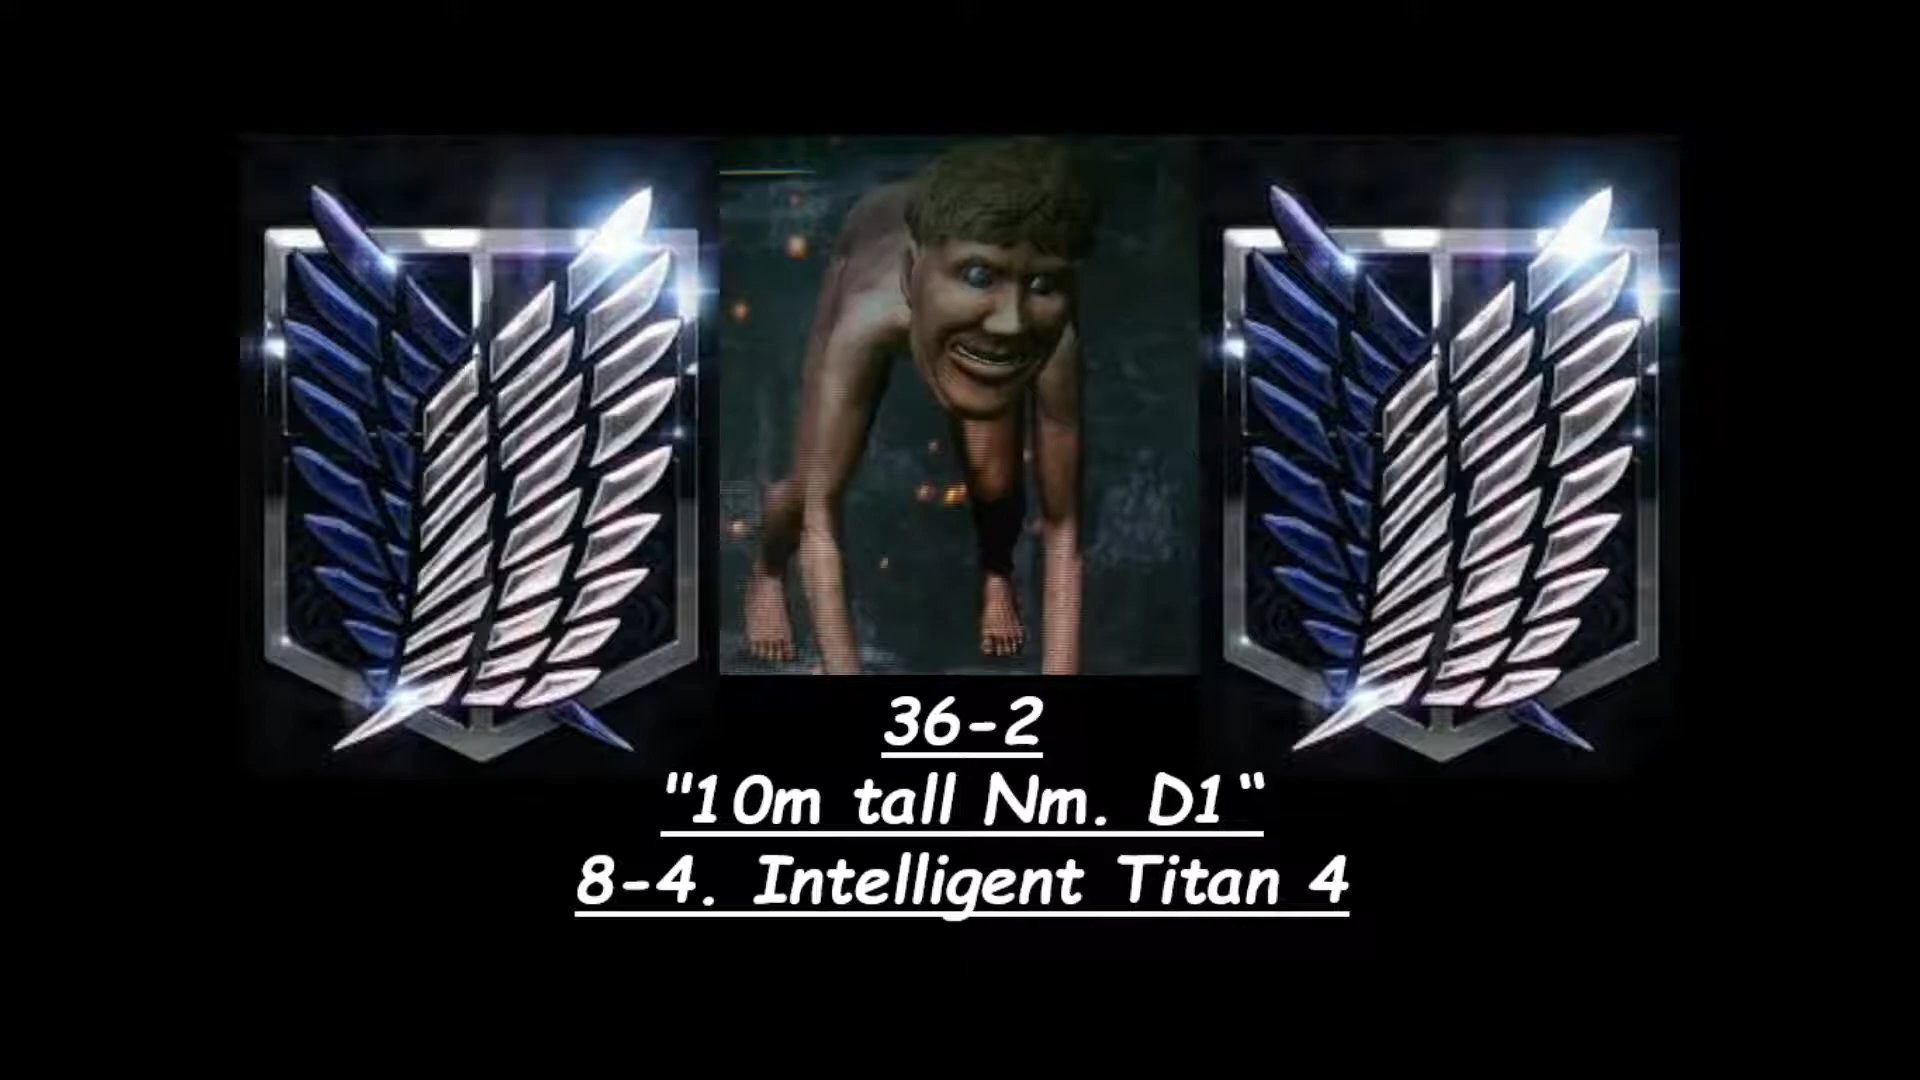 36-2
"10m tall Nm. D1“
8-4. Intelligent Titan 4